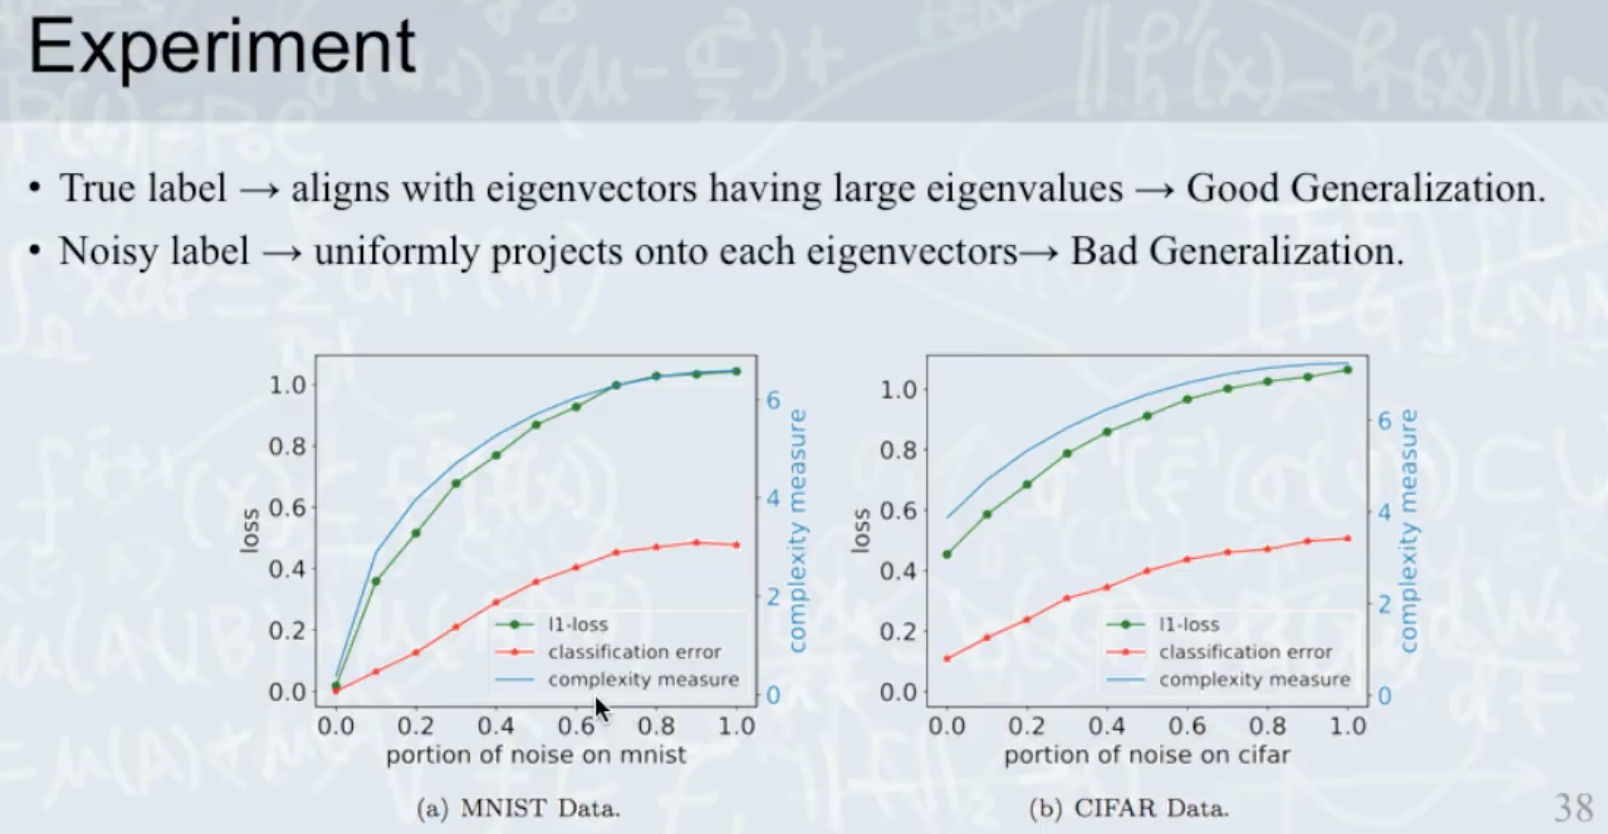 Experiment
• True label → aligns with eigenvectors having large eigenvalues → Good Generalization.
• Noisy label → uniformly projects onto each eigenvectors→ Bad Generalization.
1.0
0.8
0.6
0.4
0.2
0.0
loss
6
4
2
0
complexity measure
l1-loss
classification error
complexity measure
0.0 0.2 0.4 0.6 0.8 1.0
portion of noise on mnist
(a) MNIST Data.
1.0
0.8
0.6
0.4
0.2
0.0
loss
6
4
2
0
complexity measure
l1-loss
classification error
complexity measure
0.0 0.2 0.4 0.6 0.8 1.0
portion of noise on cifar
(b) CIFAR Data.
38